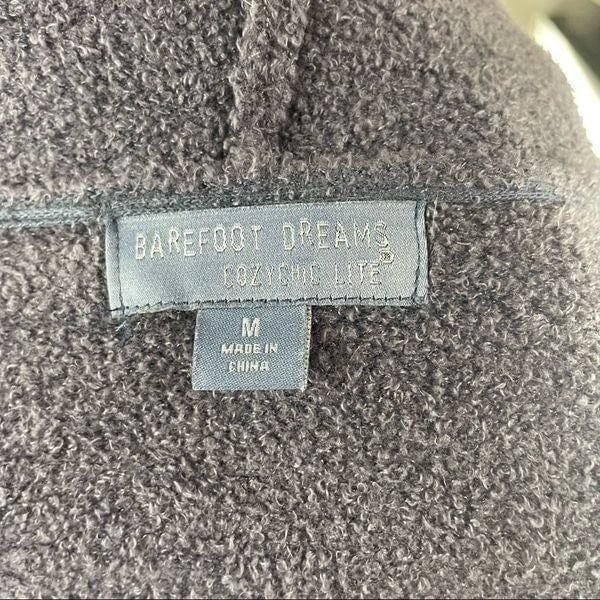 BAREFOOT DREAMS®
COZYCHIC LITE
M
MADE IN
CHINA